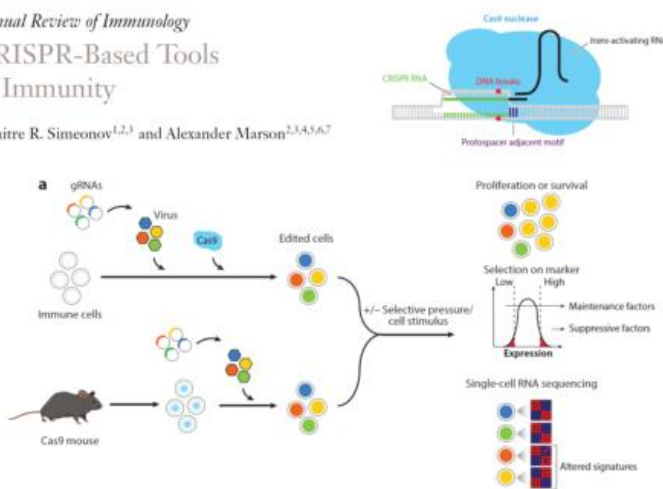 nual Review of Immunology
RISPR-Based Tools
Immunity
itre R. Simeonov1,2,3 and Alexander Marson2,3,4,5,6,7
Cas9 nuclease
trans-activating RN
CRISPR RNA
DNA breaks
Protospacer adjacent motif
a
gRNAs
Virus
Cas9
Edited cells
Immune cells
+/– Selective pressure/
cell stimulus
Cas9 mouse
Proliferation or survival
Selection on marker
Low
High
Maintenance factors
Suppressive factors
Expression
Single-cell RNA sequencing
Altered signatures